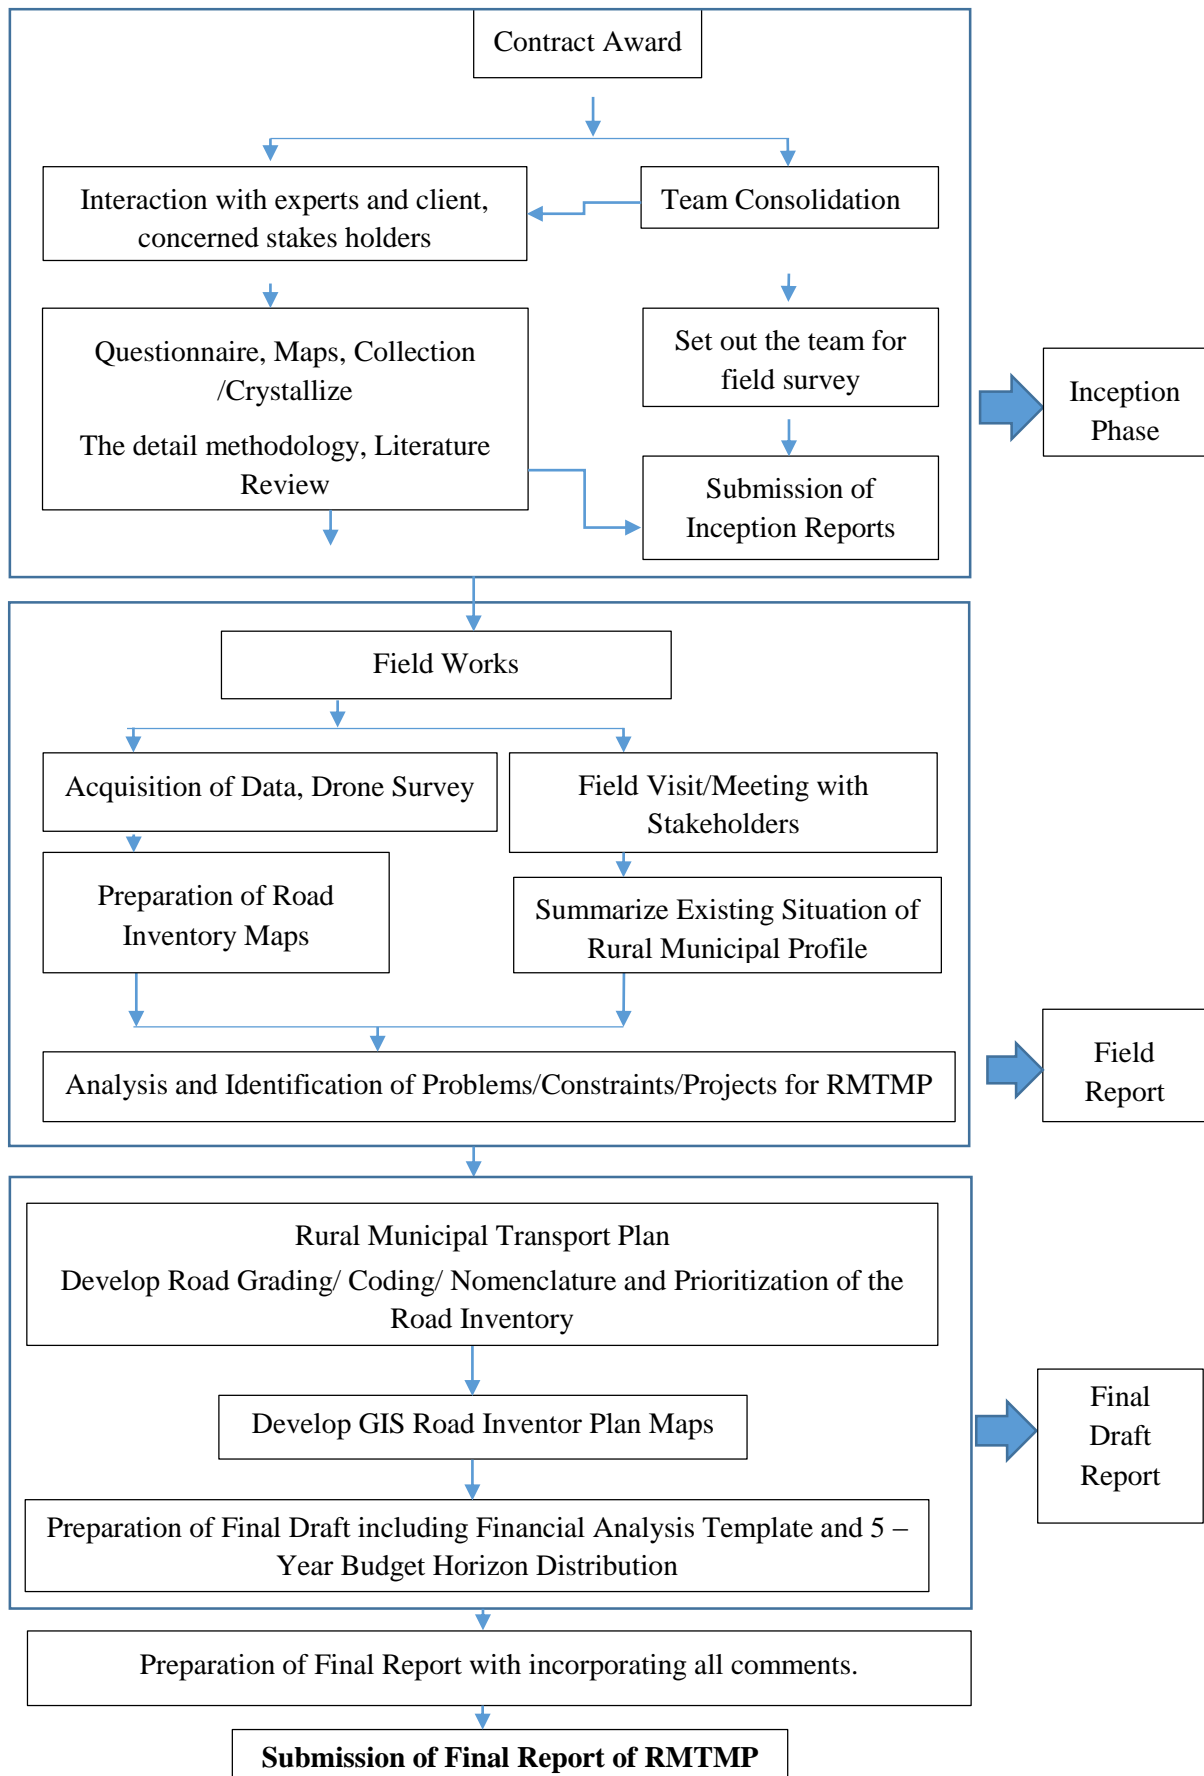 Contract Award
Interaction with experts and client,
concerned stakes holders
Team Consolidation
Questionnaire, Maps, Collection
/Crystallize
The detail methodology, Literature
Review
Set out the team for
field survey
Submission of
Inception Reports
Inception
Phase
Field Works
Acquisition of Data, Drone Survey
Field Visit/Meeting with
Stakeholders
Preparation of Road
Inventory Maps
Summarize Existing Situation of
Rural Municipal Profile
Analysis and Identification of Problems/Constraints/Projects for RMTMP
Field
Report
Rural Municipal Transport Plan
Develop Road Grading/ Coding/ Nomenclature and Prioritization of the
Road Inventory
Develop GIS Road Inventor Plan Maps
Preparation of Final Draft including Financial Analysis Template and 5 –
Year Budget Horizon Distribution
Final
Draft
Report
Preparation of Final Report with incorporating all comments.
Submission of Final Report of RMTMP